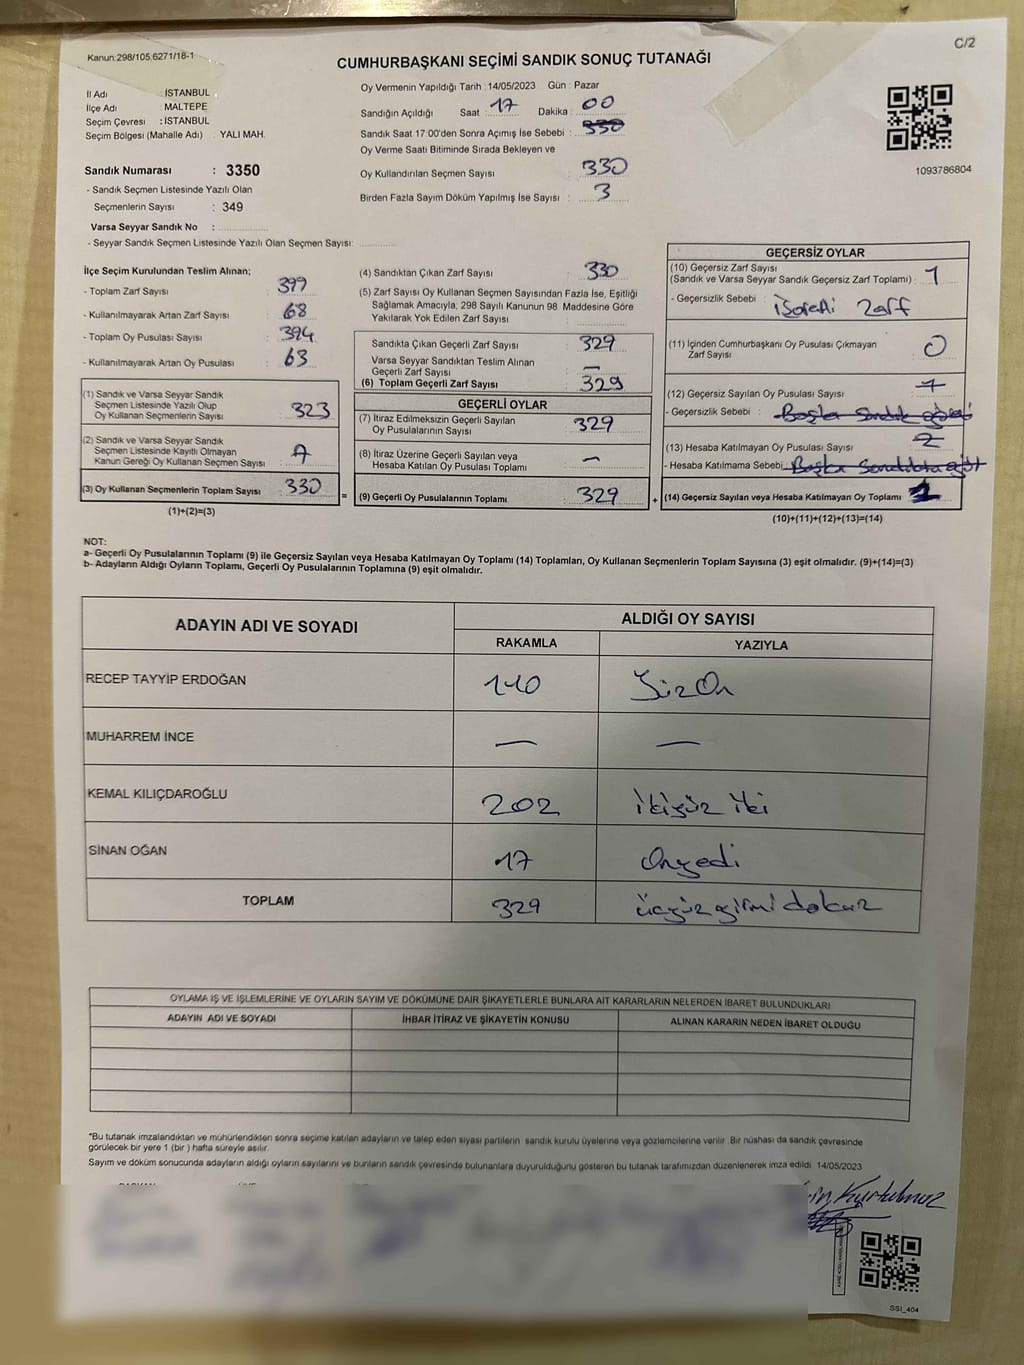 C/2
Kanun:298/105,6271/18-1
CUMHURBAŞKANI SEÇİMİ SANDIK SONUÇ TUTANAĞI
İl Adı : İSTANBUL
İlçe Adı : MALTEPE
Seçim Çevresi : İSTANBUL
Seçim Bölgesi (Mahalle Adı) : YALI MAH.
Sandık Numarası : 3350
- Sandık Seçmen Listesinde Yazılı Olan
Seçmenlerin Sayısı : 349
Varsa Seyyar Sandık No :
- Seyyar Sandık Seçmen Listesinde Yazılı Olan Seçmen Sayısı:
Oy Vermenin Yapıldığı Tarih :14/05/2023 Gün : Pazar
Sandığın Açıldığı Saat : 17 Dakika : 00
Sandık Saat 17:00'den Sonra Açımış İse Sebebi : 330
Oy Verme Saati Bitiminde Sırada Bekleyen ve
Oy Kullandırılan Seçmen Sayısı : 330
Birden Fazla Sayım Döküm Yapılmış İse Sayısı : 3
1093786804
İlçe Seçim Kurulundan Teslim Alınan;
- Toplam Zarf Sayısı : 399
- Kullanılmayarak Artan Zarf Sayısı : 68
- Toplam Oy Pusulası Sayısı : 394
- Kullanılmayarak Artan Oy Pusulası : 63
(1) Sandık ve Varsa Seyyar Sandık
Seçmen Listesinde Yazılı Olup
Oy Kullanan Seçmenlerin Sayısı : 323
(2) Sandık ve Varsa Seyyar Sandık
Seçmen Listesinde Kayıtlı Olmayan
Kanun Gereği Oy Kullanan Seçmen Sayısı :
(3) Oy Kullanan Seçmenlerin Toplam Sayısı : 330
(1)+(2)=(3)
(4) Sandıktan Çıkan Zarf Sayısı : 330
(5) Zarf Sayısı Oy Kullanan Seçmen Sayısından Fazla İse, Eşitliği
Sağlamak Amacıyla; 298 Sayılı Kanunun 98 Maddesine Göre
Yakılarak Yok Edilen Zarf Sayısı :
Sandıkta Çıkan Geçerli Zarf Sayısı : 329
Varsa Seyyar Sandıktan Teslim Alınan
Geçerli Zarf Sayısı : —
(6) Toplam Geçerli Zarf Sayısı : 329
GEÇERLİ OYLAR
(7) İtiraz Edilmeksizin Geçerli Sayılan
Oy Pusulalarının Sayısı : 329
(8) İtiraz Üzerine Geçerli Sayılan veya
Hesaba Katılan Oy Pusulası Toplamı : —
= (9) Geçerli Oy Pusulalarının Toplamı : 329 +
GEÇERSİZ OYLAR
(10) Geçersiz Zarf Sayısı
(Sandık ve Varsa Seyyar Sandık Geçersiz Zarf Toplamı) : 1
- Geçersizlik Sebebi : işaretli Zarf
(11) İçinden Cumhurbaşkanı Oy Pusulası Çıkmayan
Zarf Sayısı : 0
(12) Geçersiz Sayılan Oy Pusulası Sayısı :
- Geçersizlik Sebebi : Başka Sandık
(13) Hesaba Katılmayan Oy Pusulası Sayısı :
- Hesaba Katılmama Sebebi : Başka
(14) Geçersiz Sayılan veya Hesaba Katılmayan Oy Toplamı : 1
(10)+(11)+(12)+(13)=(14)
NOT:
a- Geçerli Oy Pusulalarının Toplamı (9) ile Geçersiz Sayılan veya Hesaba Katılmayan Oy Toplamı (14) Toplamları, Oy Kullanan Seçmenlerin Toplam Sayısına (3) eşit olmalıdır. (9)+(14)=(3)
b- Adayların Aldığı Oyların Toplamı, Geçerli Oy Pusulalarının Toplamına (9) eşit olmalıdır.
ADAYIN ADI VE SOYADI
ALDIĞI OY SAYISI
RAKAMLA YAZIYLA
RECEP TAYYİP ERDOĞAN 110 YüzOn
MUHARREM İNCE — —
KEMAL KILIÇDAROĞLU 202 ikiyüz iki
SİNAN OĞAN 17 Onyedi
TOPLAM 329 üçyüzyirmi dokuz
OYLAMA İŞ VE İŞLEMLERİNE VE OYLARIN SAYIM VE DÖKÜMÜNE DAİR ŞİKAYETLERLE BUNLARA AİT KARARLARIN NELERDEN İBARET BULUNDUKLARI
ADAYIN ADI VE SOYADI İHBAR İTİRAZ VE ŞİKAYETİN KONUSU ALINAN KARARIN NEDEN İBARET OLDUĞU
*Bu tutanak imzalandıktan ve mühürlendikten sonra seçime katılan adayların ve talep eden siyasi partilerin sandık kurulu üyelerine veya gözlemcilerine verilir. Bir nüshası da sandık çevresinde
görülecek bir yere 1 (bir) hafta süreyle asılır.
Sayım ve döküm sonucunda adayların aldığı oyların sayılarını ve bunların sandık çevresinde bulunanlara duyurulduğunu gösteren bu tutanak tarafımızdan düzenlenerek imza edildi 14/05/2023
Kurtulmuz
SSI_404